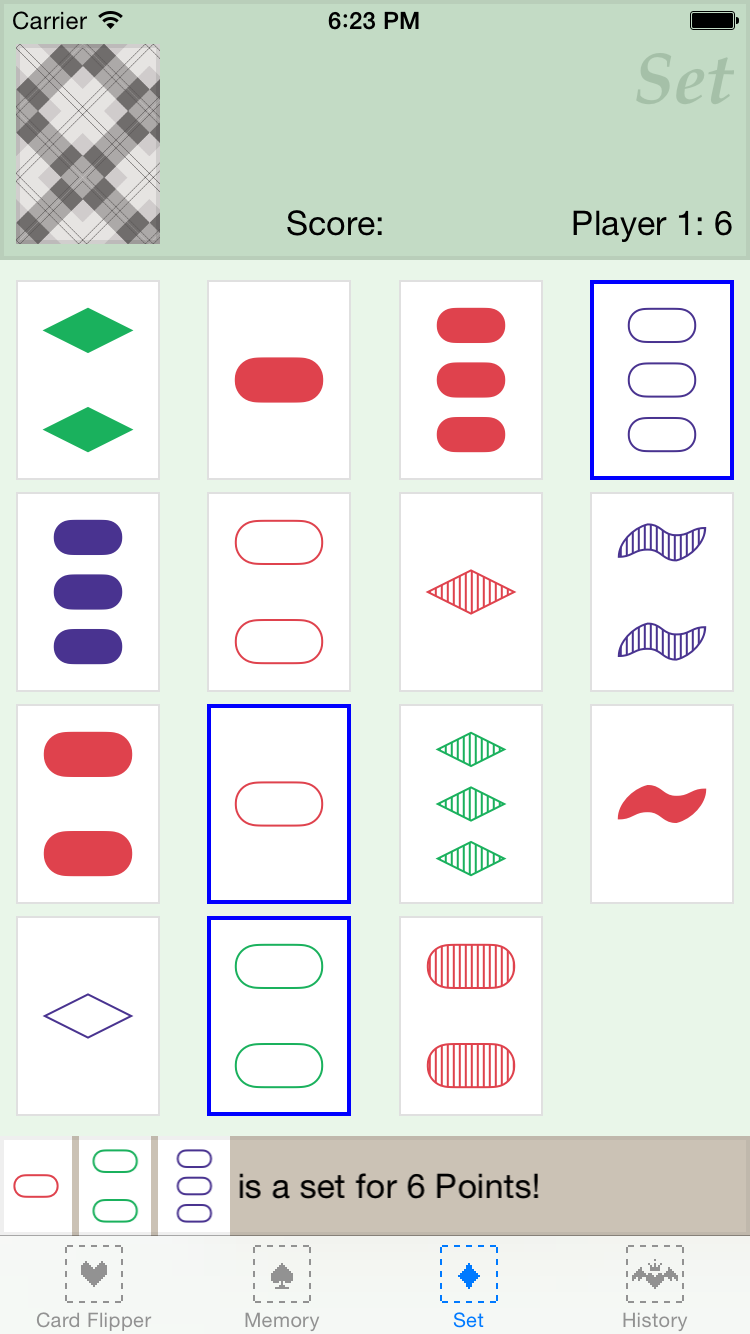 Carrier 6:23 PM
Set
Score: Player 1: 6
is a set for 6 Points!
Card Flipper Memory Set History